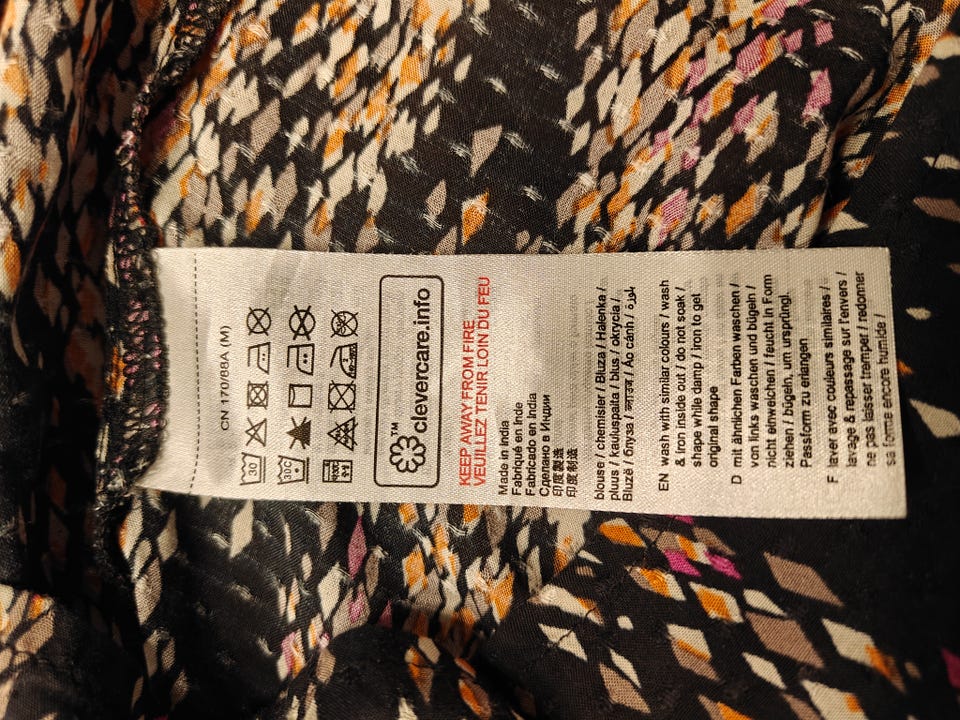 CN 170/88A (M)
30
30C
clevercare.info
TM
KEEP AWAY FROM FIRE
VEUILLEZ TENIR LOIN DU FEU
Made in India
Fabriqué en Inde
Fabricado en India
Сделано в Индии
印度製造
印度制造
blouse / chemisier / Bluza / Halenka /
pluus / kauluspaita / blus / okrycia /
Bluză / блуза / ब्लाउज / Áo cánh / بلوزة
EN wash with similar colours / wash
& iron inside out / do not soak /
shape while damp / iron to get
original shape
D mit ähnlichen Farben waschen /
von links waschen und bügeln /
nicht einweichen / feucht in Form
ziehen / bügeln, um ursprüngl.
Passform zu erlangen
F laver avec couleurs similaires /
lavage & repassage sur l'envers /
ne pas laisser tremper / redonner
sa forme encore humide /